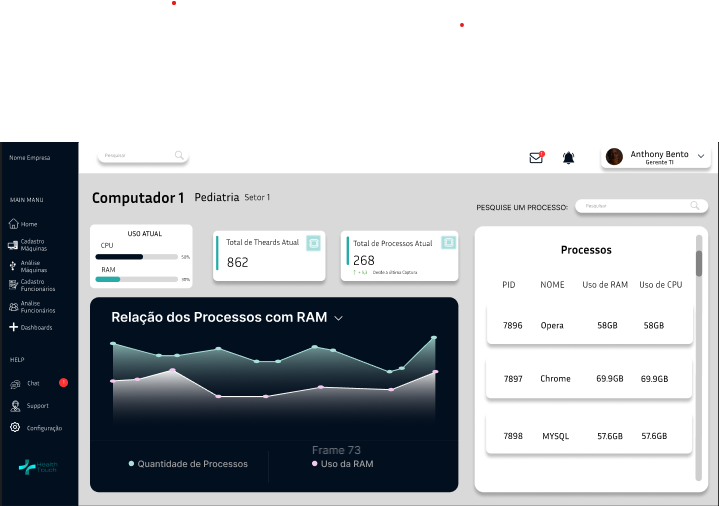 Nome Empresa
Pesquise
1
Anthony Bento
Gerente TI
MAIN MANU
Home
Cadastro
Máquinas
Análise
Máquinas
Cadastro
Funcionários
Análise
Funcionários
Dashboards
HELP
Chat
1
Support
Configuração
Health
Touch
Computador 1 Pediatria Setor 1
PESQUISE UM PROCESSO:
Pesquise
USO ATUAL
CPU
50%
RAM
30%
Total de Theards Atual
862
Total de Processos Atual
268
Desde a última Captura
Relação dos Processos com RAM
Frame 73
Quantidade de Processos
Uso da RAM
Processos
PID NOME Uso de RAM Uso de CPU
7896 Opera 58GB 58GB
7897 Chrome 69.9GB 69.9GB
7898 MYSQL 57.6GB 57.6GB